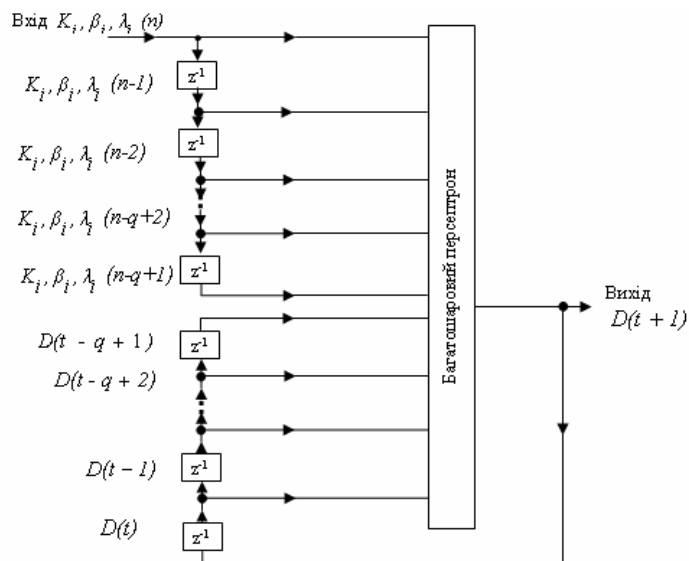 Вхід K_i, β_i, λ_i (n)
z⁻¹
K_i, β_i, λ_i (n-1)
z⁻¹
K_i, β_i, λ_i (n-2)
K_i, β_i, λ_i (n-q+2)
z⁻¹
K_i, β_i, λ_i (n-q+1)
Багатошаровий персептрон
Вихід
D(t + 1)
D(t - q + 1)
z⁻¹
D(t - q + 2)
D(t – 1)
z⁻¹
D(t)
z⁻¹